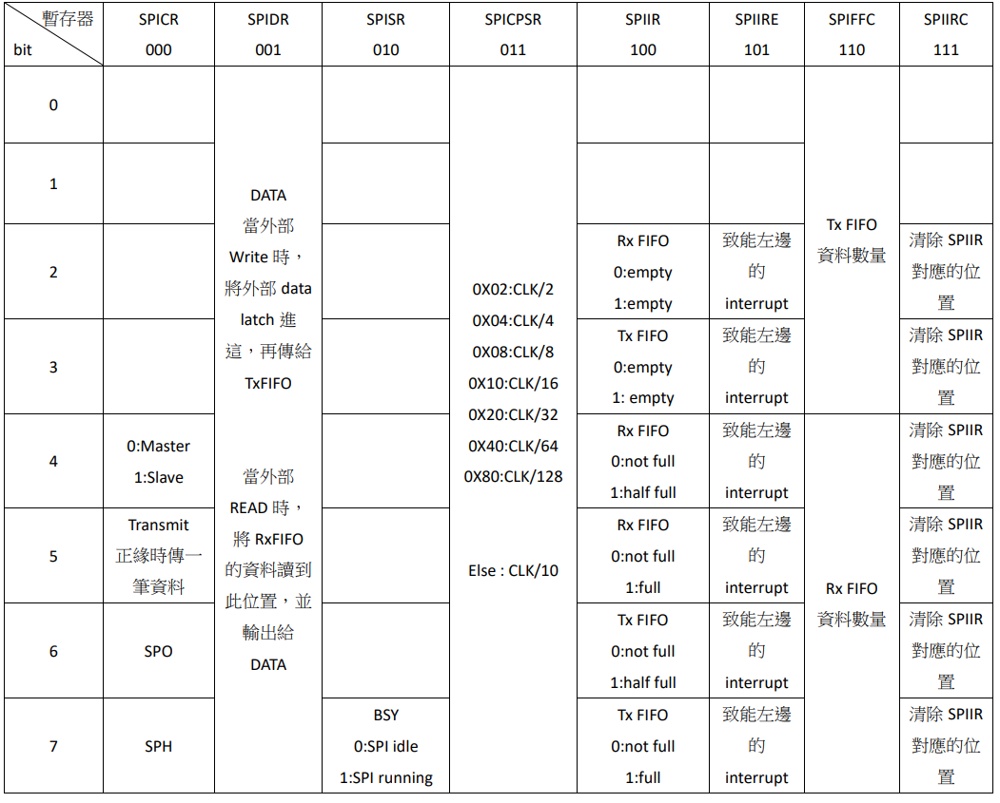 暫存器
bit
SPICR
000
SPIDR
001
SPISR
010
SPICPSR
011
SPIIR
100
SPIIRE
101
SPIFFC
110
SPIIRC
111
0
1
2
3
4
5
6
7
0:Master
1:Slave
Transmit
正緣時傳一
筆資料
SPO
SPH
DATA
當外部
Write 時，
將外部 data
latch 進
這，再傳給
TxFIFO
當外部
READ 時，
將 RxFIFO
的資料讀到
此位置，並
輸出給
DATA
BSY
0:SPI idle
1:SPI running
0X02:CLK/2
0X04:CLK/4
0X08:CLK/8
0X10:CLK/16
0X20:CLK/32
0X40:CLK/64
0X80:CLK/128
Else : CLK/10
Rx FIFO
0:empty
1:empty
Tx FIFO
0:empty
1: empty
Rx FIFO
0:not full
1:half full
Rx FIFO
0:not full
1:full
Tx FIFO
0:not full
1:half full
Tx FIFO
0:not full
1:full
致能左邊
的
interrupt
致能左邊
的
interrupt
致能左邊
的
interrupt
致能左邊
的
interrupt
致能左邊
的
interrupt
致能左邊
的
interrupt
Tx FIFO
資料數量
Rx FIFO
資料數量
清除 SPIIR
對應的位
置
清除 SPIIR
對應的位
置
清除 SPIIR
對應的位
置
清除 SPIIR
對應的位
置
清除 SPIIR
對應的位
置
清除 SPIIR
對應的位
置